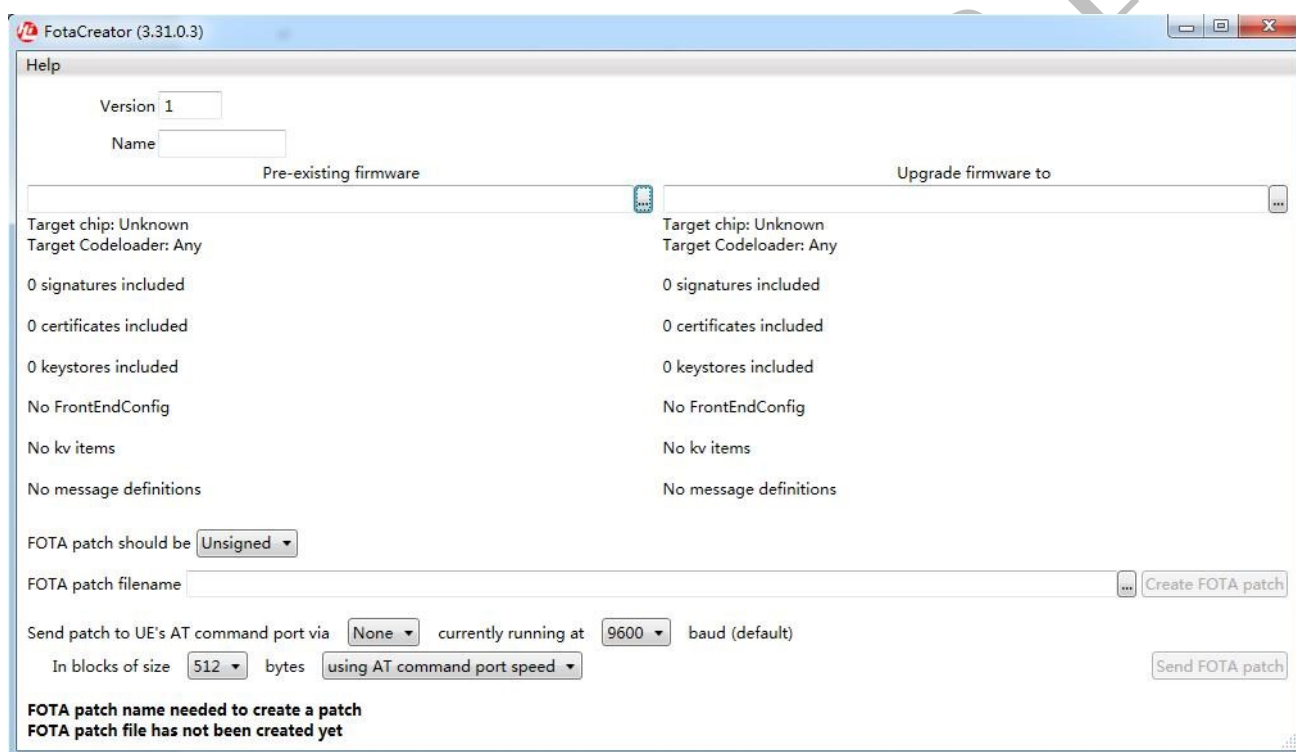 FotaCreator (3.31.0.3)
Help
Version 1
Name
Pre-existing firmware Upgrade firmware to
... ...
Target chip: Unknown Target chip: Unknown
Target Codeloader: Any Target Codeloader: Any
0 signatures included 0 signatures included
0 certificates included 0 certificates included
0 keystores included 0 keystores included
No FrontEndConfig No FrontEndConfig
No kv items No kv items
No message definitions No message definitions
FOTA patch should be Unsigned
FOTA patch filename ... Create FOTA patch
Send patch to UE's AT command port via None currently running at 9600 baud (default)
In blocks of size 512 bytes using AT command port speed Send FOTA patch
FOTA patch name needed to create a patch
FOTA patch file has not been created yet